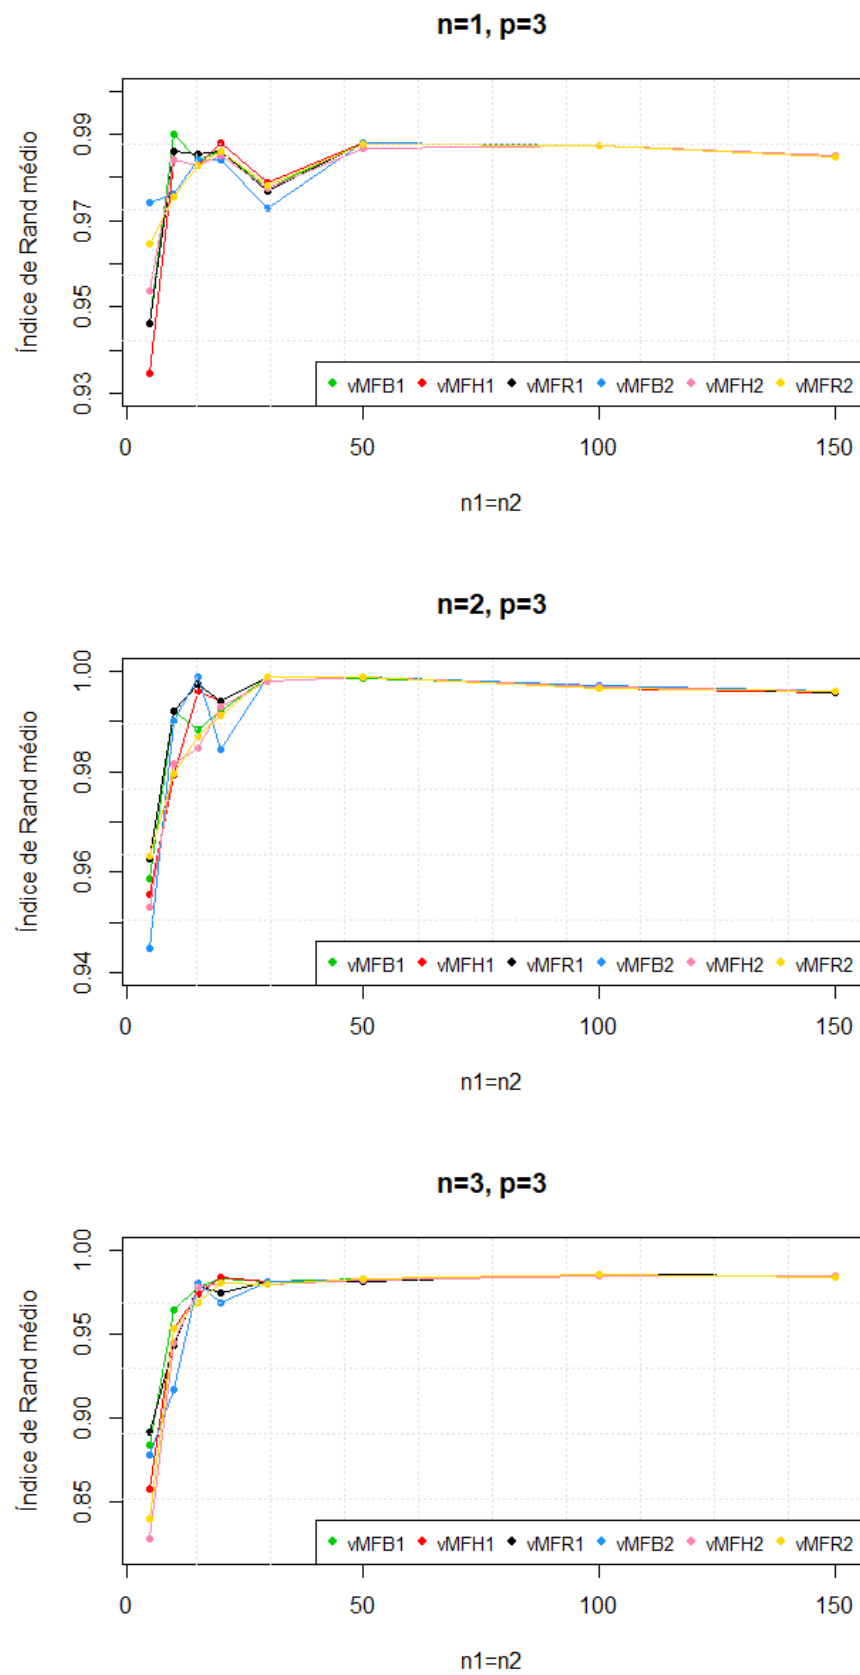 n=1, p=3
Índice de Rand médio
0.99
0.97
0.95
0.93
vMFB1 vMFH1 vMFR1 vMFB2 vMFH2 vMFR2
0 50 100 150
n1=n2
n=2, p=3
Índice de Rand médio
1.00
0.98
0.96
0.94
vMFB1 vMFH1 vMFR1 vMFB2 vMFH2 vMFR2
0 50 100 150
n1=n2
n=3, p=3
Índice de Rand médio
1.00
0.95
0.90
0.85
vMFB1 vMFH1 vMFR1 vMFB2 vMFH2 vMFR2
0 50 100 150
n1=n2